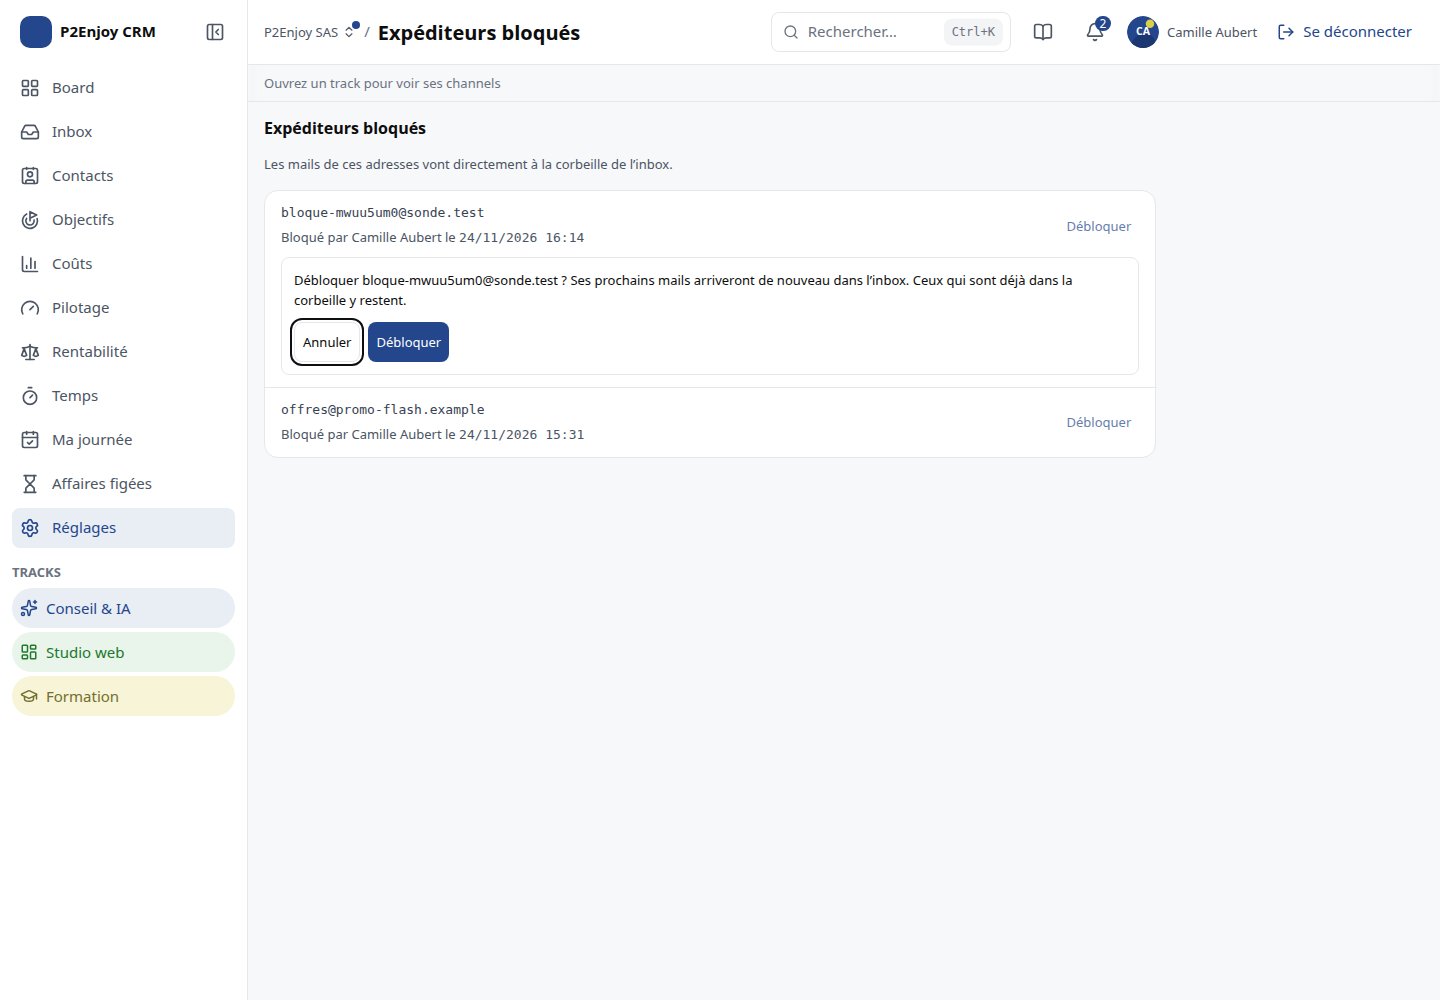 P2Enjoy CRM
Board
Inbox
Contacts
Objectifs
Coûts
Pilotage
Rentabilité
Temps
Ma journée
Affaires figées
Réglages
TRACKS
Conseil & IA
Studio web
Formation
P2Enjoy SAS / Expéditeurs bloqués
Rechercher... Ctrl+K
2
CA
Camille Aubert
Se déconnecter
Ouvrez un track pour voir ses channels
Expéditeurs bloqués
Les mails de ces adresses vont directement à la corbeille de l'inbox.
bloque-mwuu5um0@sonde.test
Bloqué par Camille Aubert le 24/11/2026 16:14
Débloquer
Débloquer bloque-mwuu5um0@sonde.test ? Ses prochains mails arriveront de nouveau dans l'inbox. Ceux qui sont déjà dans la
corbeille y restent.
Annuler Débloquer
offres@promo-flash.example
Bloqué par Camille Aubert le 24/11/2026 15:31
Débloquer